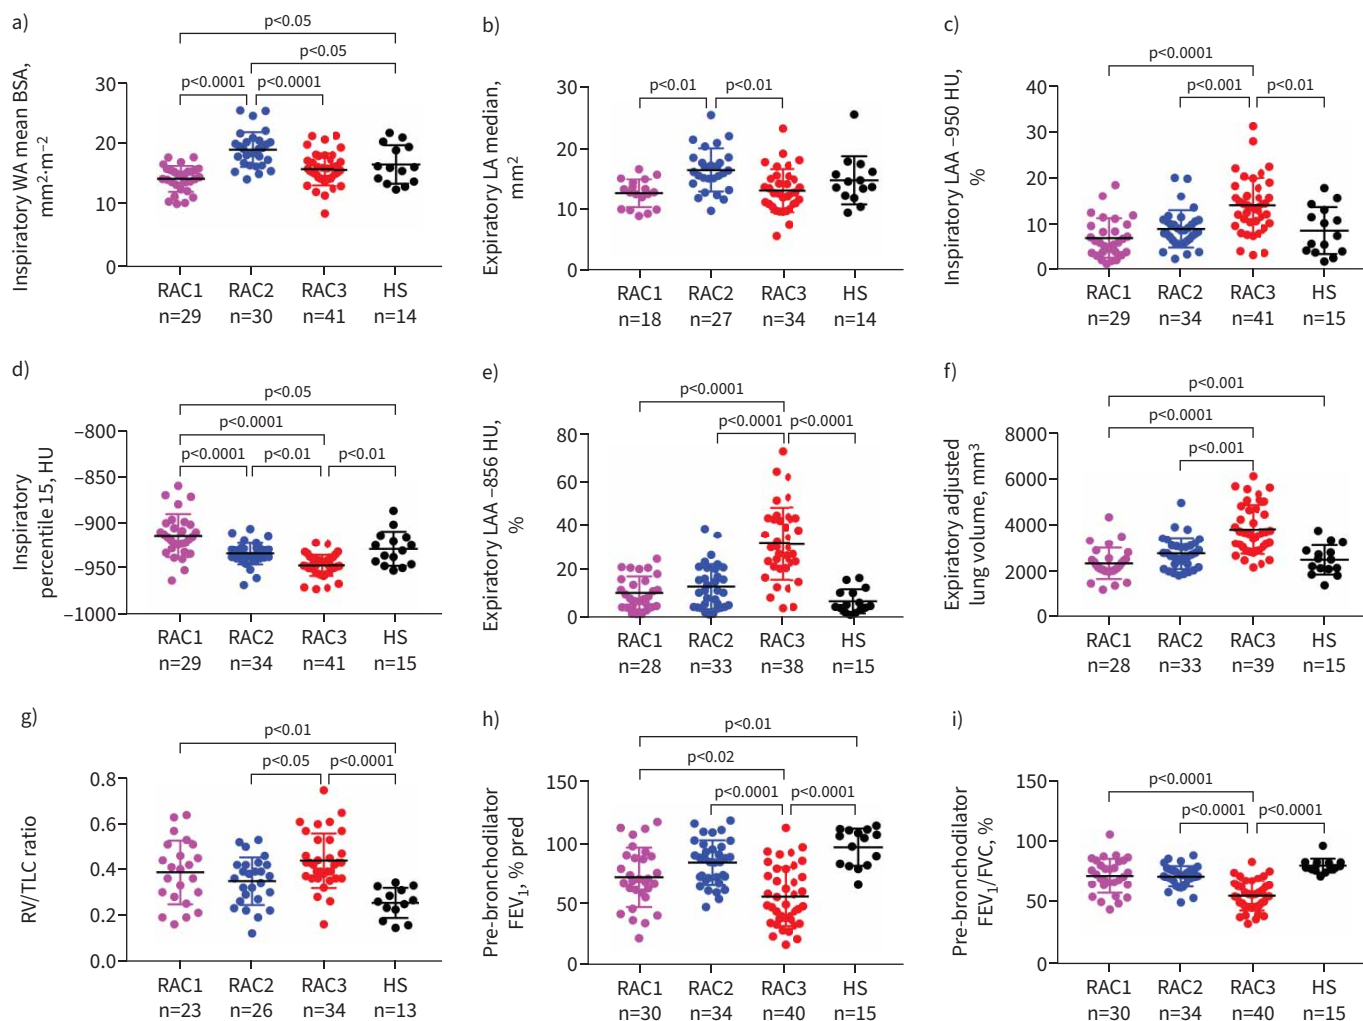 a)
p<0.05
p<0.05
p<0.0001 p<0.0001
Inspiratory WA mean BSA,
mm²·m⁻²
30
20
10
0
RAC1 RAC2 RAC3 HS
n=29 n=30 n=41 n=14
b)
p<0.01 p<0.01
Expiratory LA median,
mm²
30
20
10
0
RAC1 RAC2 RAC3 HS
n=18 n=27 n=34 n=14
c)
p<0.0001
p<0.001 p<0.01
Inspiratory LAA –950 HU,
%
40
30
20
10
0
RAC1 RAC2 RAC3 HS
n=29 n=34 n=41 n=15
d)
p<0.05
p<0.0001
p<0.0001 p<0.01 p<0.01
Inspiratory
percentile 15, HU
–800
–850
–900
–950
–1000
RAC1 RAC2 RAC3 HS
n=29 n=34 n=41 n=15
e)
p<0.0001
p<0.0001 p<0.0001
Expiratory LAA –856 HU,
%
80
60
40
20
0
RAC1 RAC2 RAC3 HS
n=28 n=33 n=38 n=15
f)
p<0.001
p<0.0001
p<0.001
Expiratory adjusted
lung volume, mm³
8000
6000
4000
2000
0
RAC1 RAC2 RAC3 HS
n=28 n=33 n=39 n=15
g)
p<0.01
p<0.05 p<0.0001
RV/TLC ratio
0.8
0.6
0.4
0.2
0.0
RAC1 RAC2 RAC3 HS
n=23 n=26 n=34 n=13
h)
p<0.01
p<0.02
p<0.0001 p<0.0001
Pre-bronchodilator
FEV₁, % pred
150
100
50
0
RAC1 RAC2 RAC3 HS
n=30 n=34 n=40 n=15
i)
p<0.0001
p<0.0001 p<0.0001
Pre-bronchodilator
FEV₁/FVC, %
150
100
50
0
RAC1 RAC2 RAC3 HS
n=30 n=34 n=40 n=15